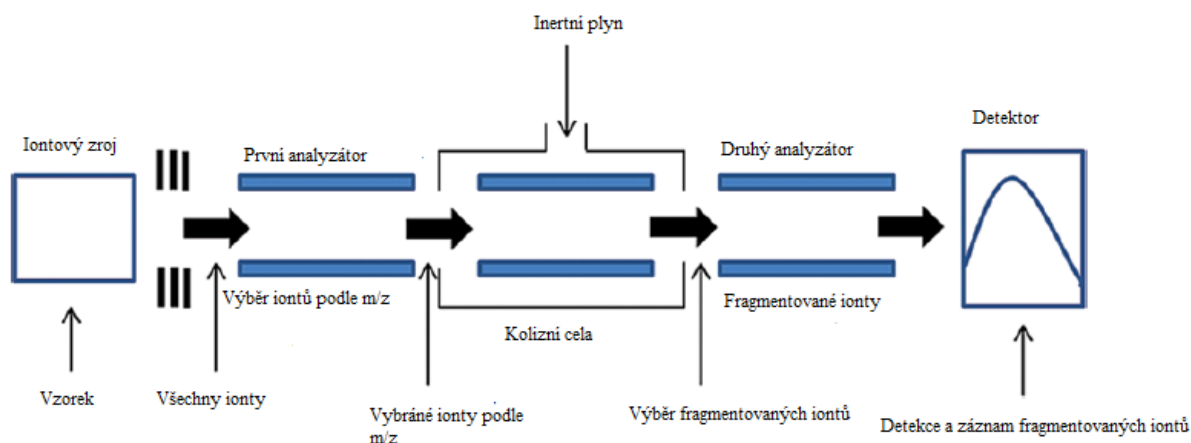 Inertní plyn
Iontový zroj
První analyzátor
Druhý analyzátor
Detektor
Výběr iontů podle m/z
Fragmentované ionty
Kolizní cela
Vzorek
Všechny ionty
Vybráné ionty podle
m/z
Výběr fragmentovaných iontů
Detekce a záznam fragmentovaných iontů